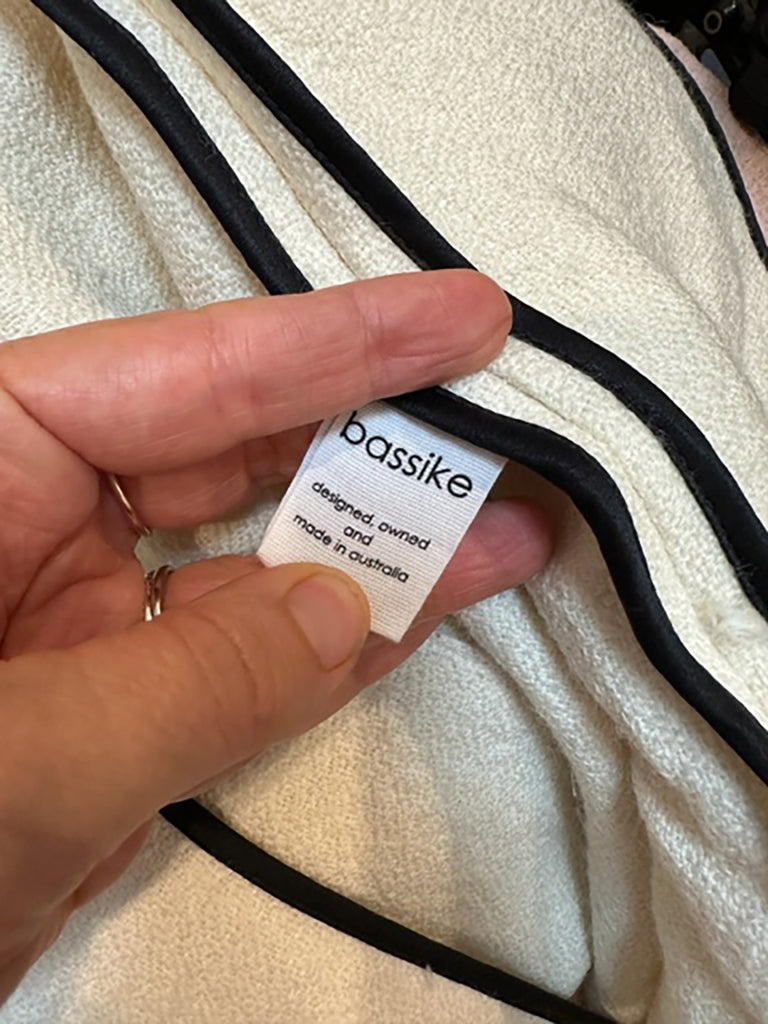 bassike
designed, owned
and
made in australia